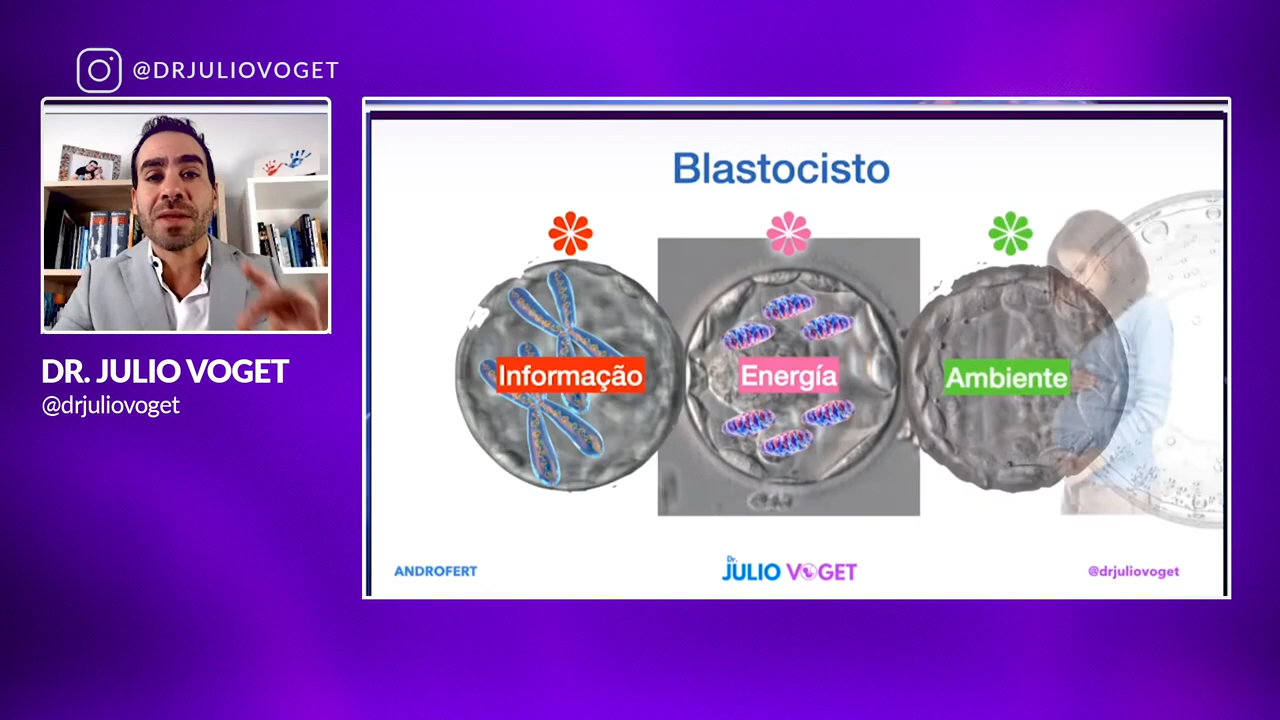 @DRJULIOVOGET
DR. JULIO VOGET
@drjuliovoget
Blastocisto
Informação
Energía
Ambiente
ANDROFERT
Dr.
JULIO VOGET
@drjuliovoget